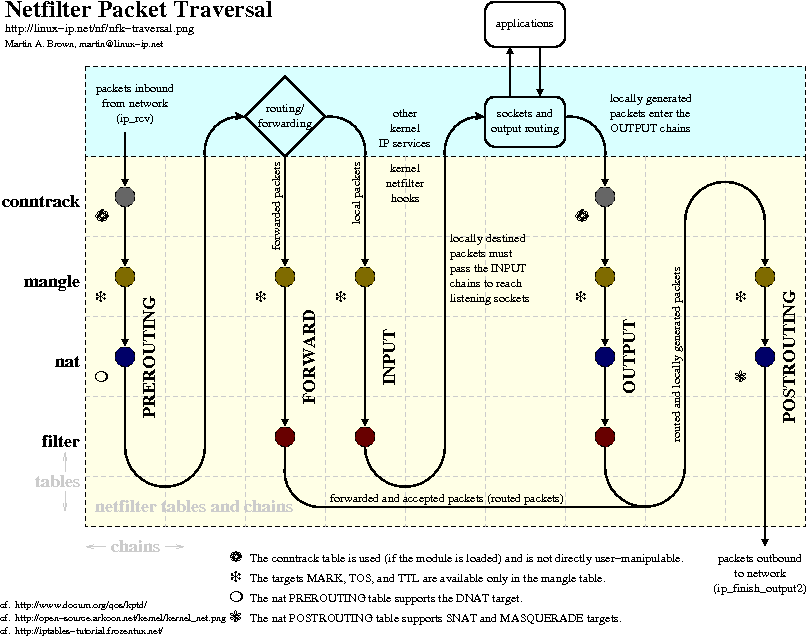 Netfilter Packet Traversal
http://linux-ip.net/nf/nfk-traversal.png
Martin A. Brown, martin@linux-ip.net
applications
packets inbound
from network
(ip_rcv)
routing/
forwarding
other
kernel
IP services
sockets and
output routing
locally generated
packets enter the
OUTPUT chains
kernel
netfilter
hooks
forwarded packets
local packets
conntrack
mangle
nat
filter
locally destined
packets must
pass the INPUT
chains to reach
listening sockets
PREROUTING
FORWARD
INPUT
OUTPUT
routed and locally generated packets
POSTROUTING
tables
netfilter tables and chains
forwarded and accepted packets (routed packets)
chains
The conntrack table is used (if the module is loaded) and is not directly user-manipulable.
The targets MARK, TOS, and TTL are available only in the mangle table.
The nat PREROUTING table supports the DNAT target.
The nat POSTROUTING table supports SNAT and MASQUERADE targets.
packets outbound
to network
(ip_finish_output2)
cf. http://www.docum.org/qos/kptd/
cf. http://open-source.arkoon.net/kernel/kernel_net.png
cf. http://iptables-tutorial.frozentux.net/